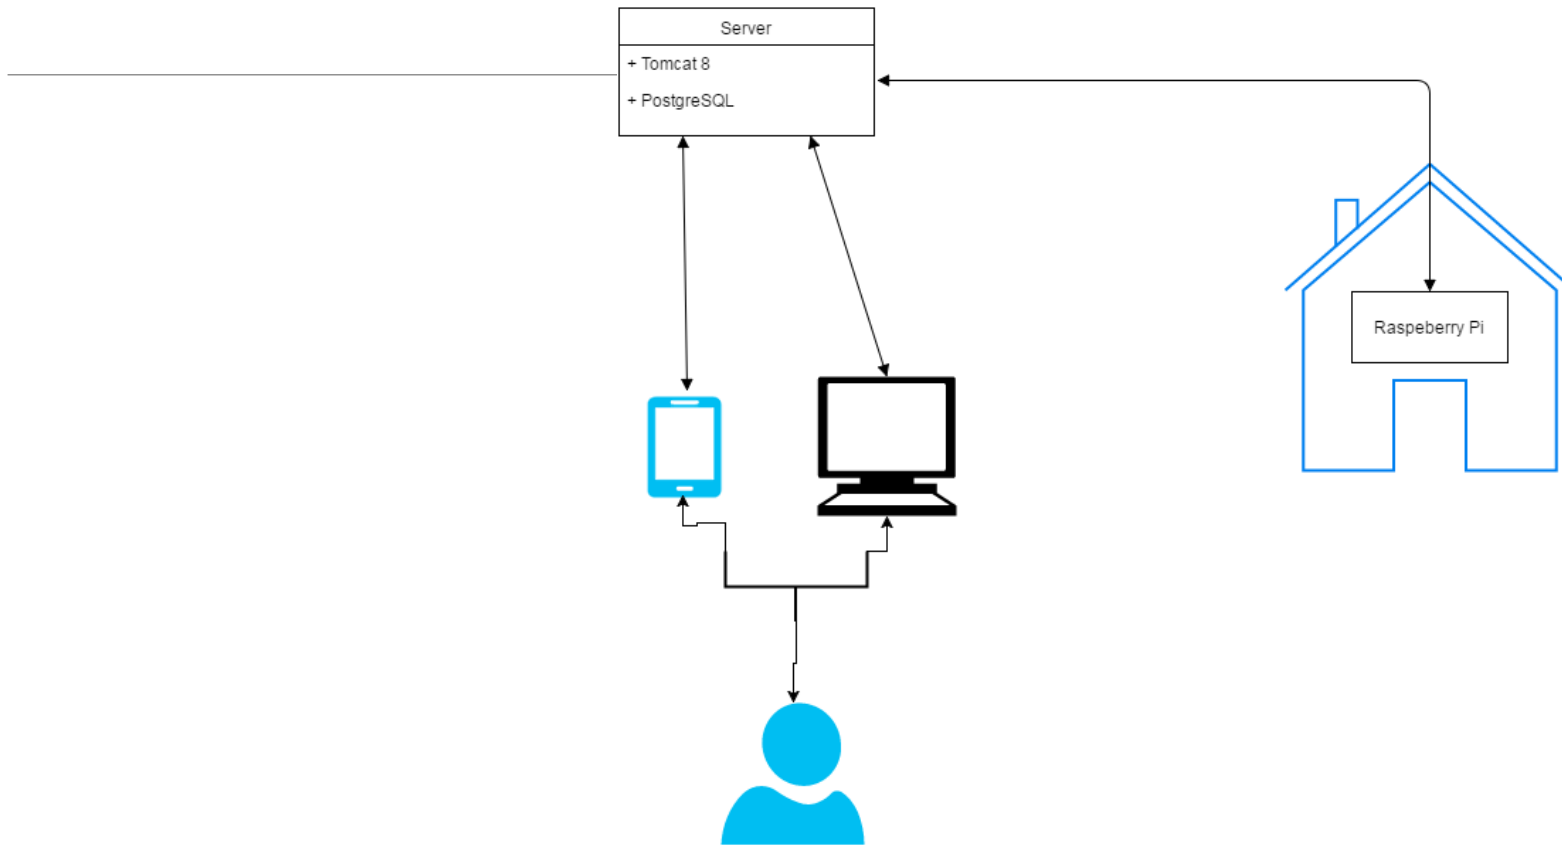 Server
+ Tomcat 8
+ PostgreSQL
Raspeberry Pi